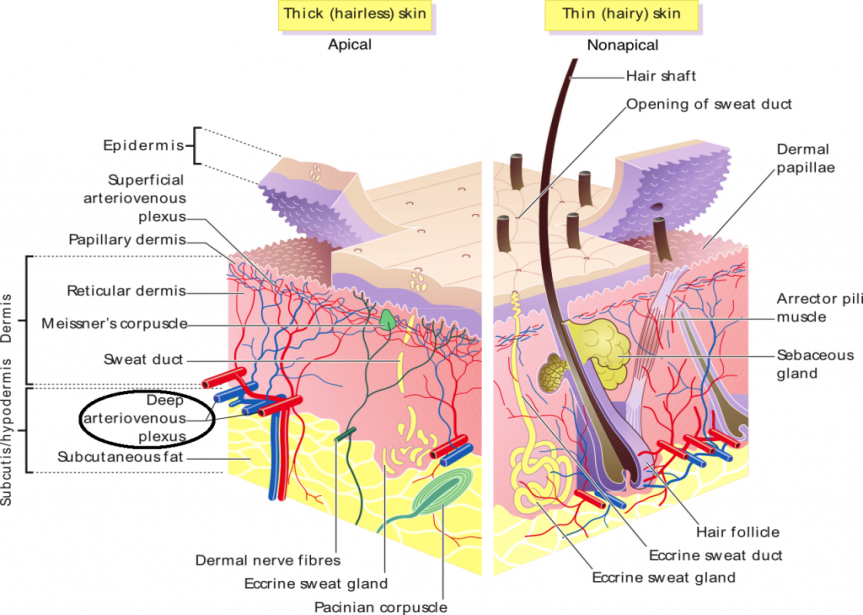 Thick (hairless) skin
Apical
Thin (hairy) skin
Nonapical
Hair shaft
Opening of sweat duct
Dermal
papillae
Epidermis
Superficial
arteriovenous
plexus
Papillary dermis
Reticular dermis
Meissner's corpuscle
Sweat duct
Deep
arteriovenous
plexus
Subcutaneous fat
Dermis
Subcutis/hypodermis
Arrector pili
muscle
Sebaceous
gland
Hair follicle
Eccrine sweat duct
Eccrine sweat gland
Dermal nerve fibres
Eccrine sweat gland
Pacinian corpuscle